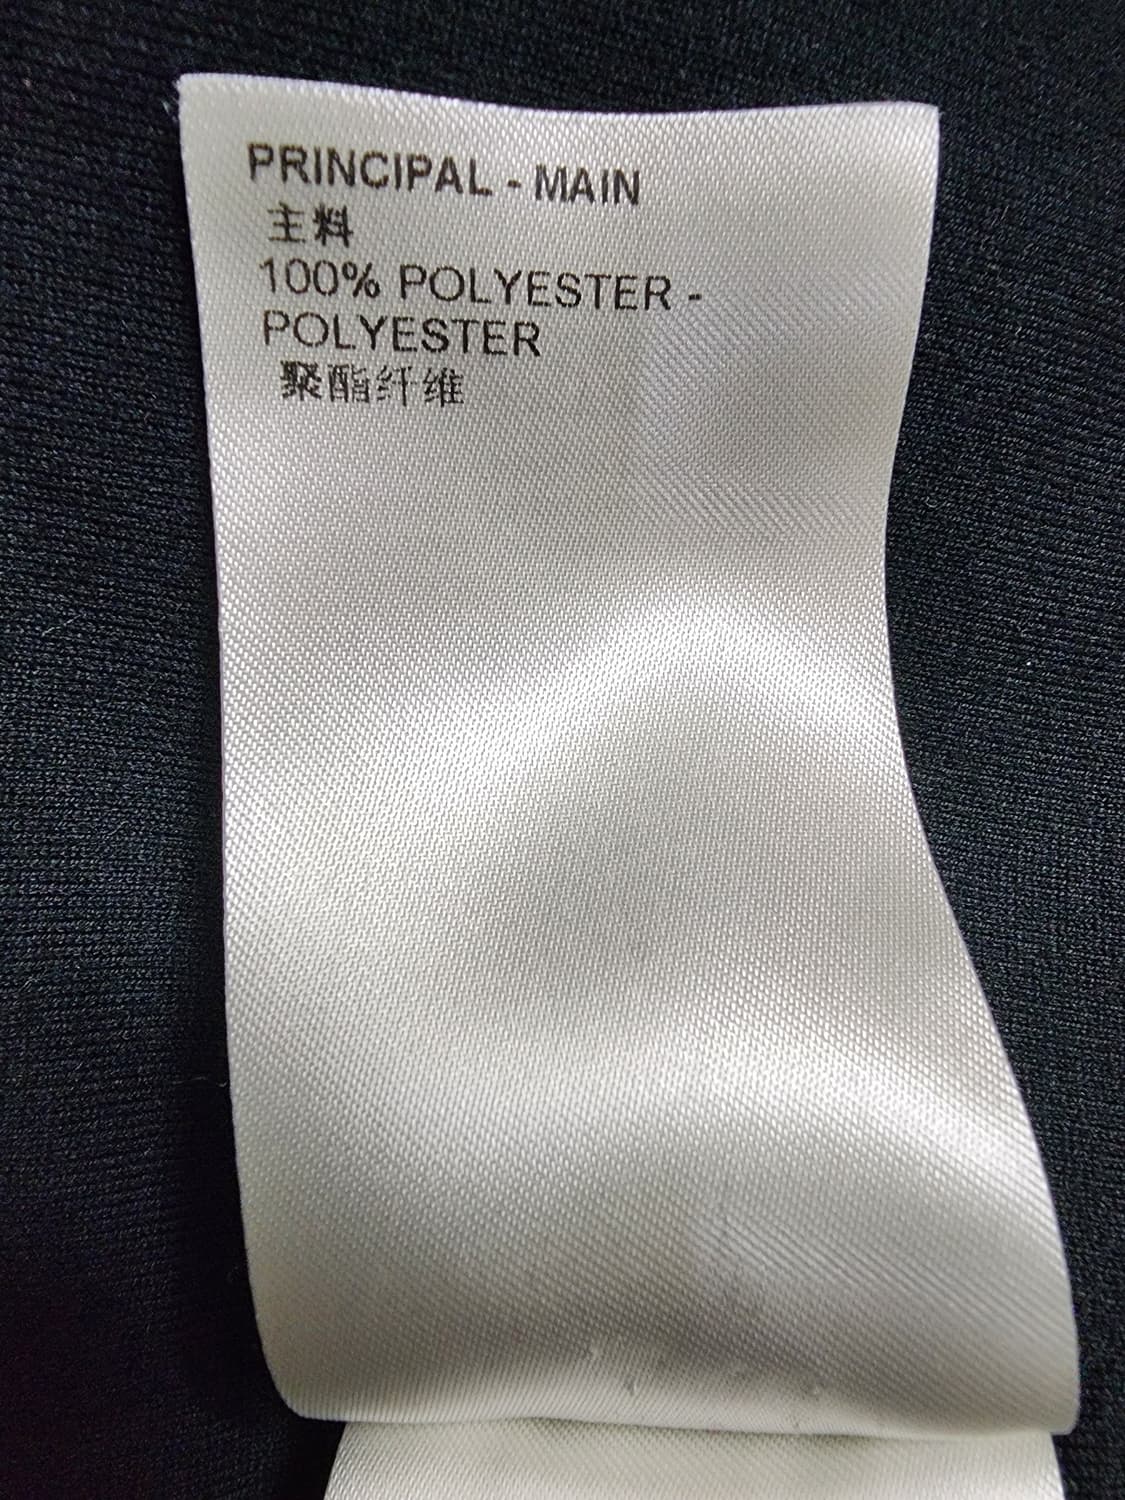 PRINCIPAL - MAIN
主料
100% POLYESTER -
POLYESTER
聚酯纤维